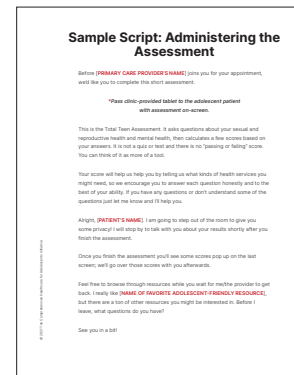 Sample Script: Administering the
Assessment
Before [PRIMARY CARE PROVIDER'S NAME] joins you for your appointment,
we'd like you to complete this short assessment.
*Pass clinic-provided tablet to the adolescent patient
with assessment on-screen.
This is the Total Teen Assessment. It asks questions about your sexual and
reproductive health and mental health, then calculates a few scores based on
your answers. It is not a quiz or test and there is no "passing or failing" score.
You can think of it as more of a tool.
Your score will help us help you by telling us what kinds of health services you
might need, so we encourage you to answer each question honestly and to the
best of your ability. If you have any questions or don't understand some of the
questions just let me know and I'll help you.
Alright, [PATIENT'S NAME]. I am going to step out of the room to give you
some privacy! I will stop by to talk with you about your results shortly after you
finish the assessment.
Once you finish the assessment you'll see some scores pop up on the last
screen; we'll go over those scores with you afterwards.
Feel free to browse through resources while you wait for me/the provider to get
back. I really like [NAME OF FAVORITE ADOLESCENT-FRIENDLY RESOURCE],
but there are a ton of other resources you might be interested in. Before I
leave, what questions do you have?
See you in a bit!